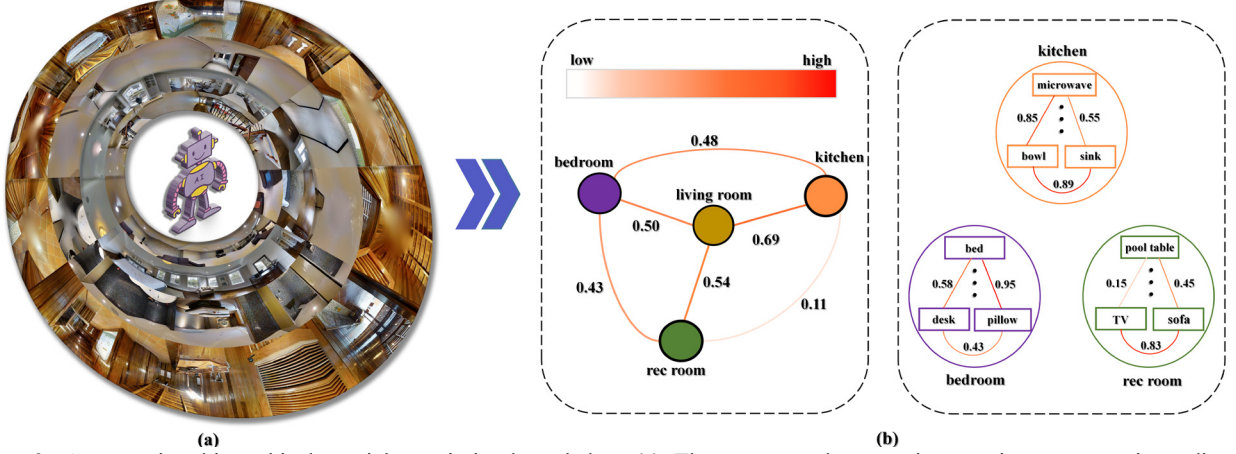 low
high
bedroom
0.48
kitchen
living room
0.50
0.69
0.43
0.54
0.11
rec room
kitchen
microwave
0.85
0.55
bowl
sink
0.89
bed
0.58
0.95
desk
pillow
0.43
bedroom
pool table
0.15
0.45
TV
sofa
0.83
rec room
AI
(a)
(b)